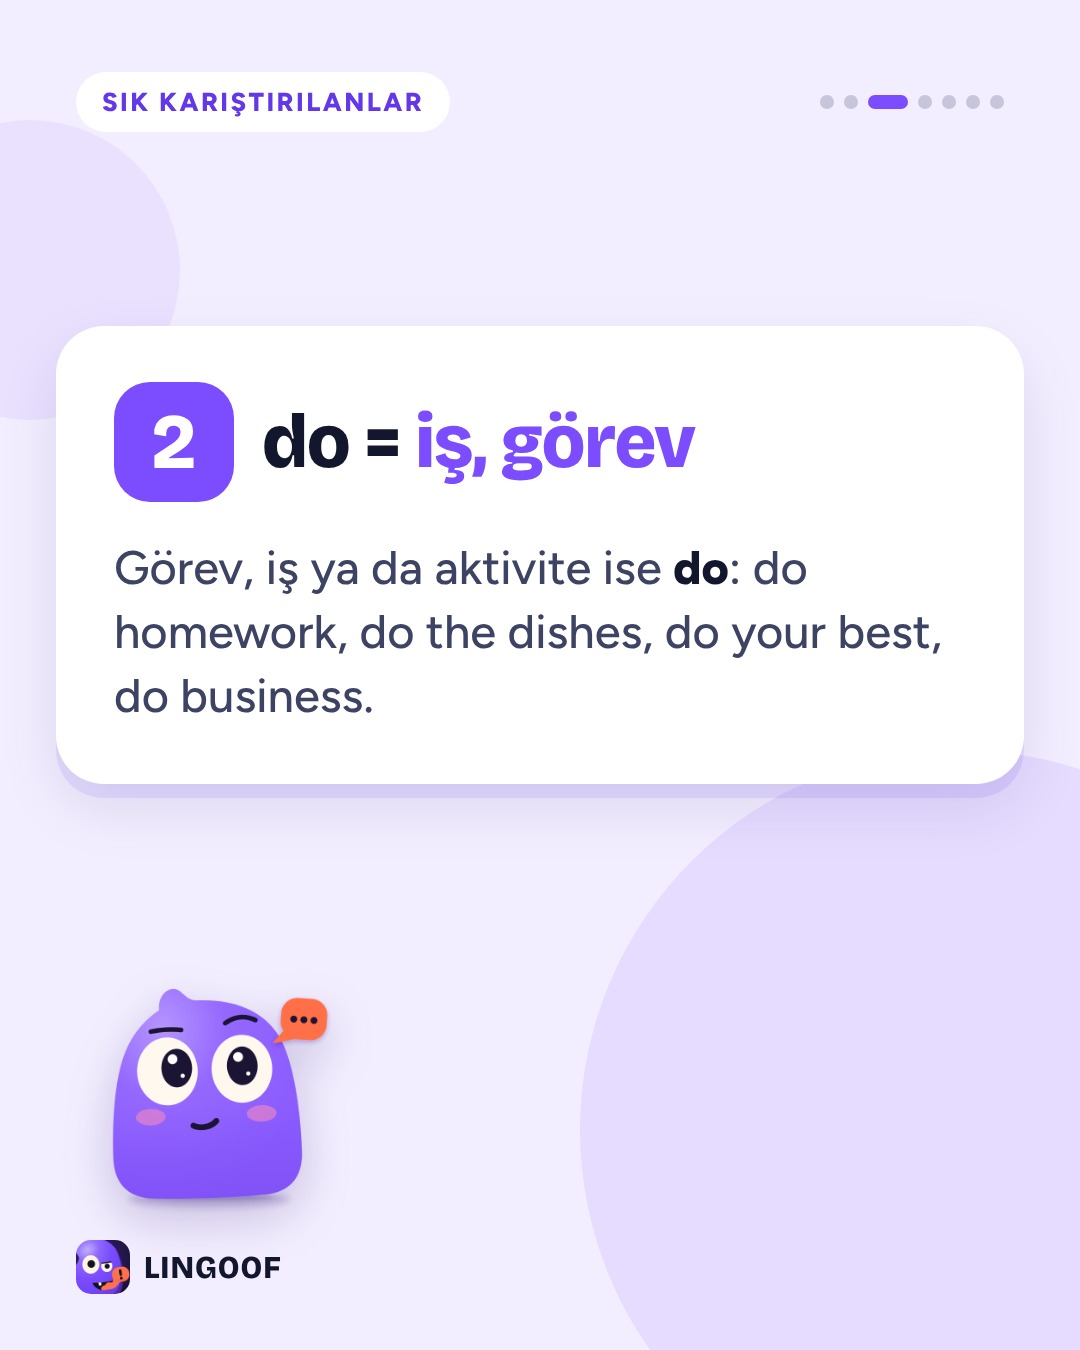 SIK KARIŞTIRILANLAR
2
do = iş, görev
Görev, iş ya da aktivite ise do: do
homework, do the dishes, do your best,
do business.
LINGOOF